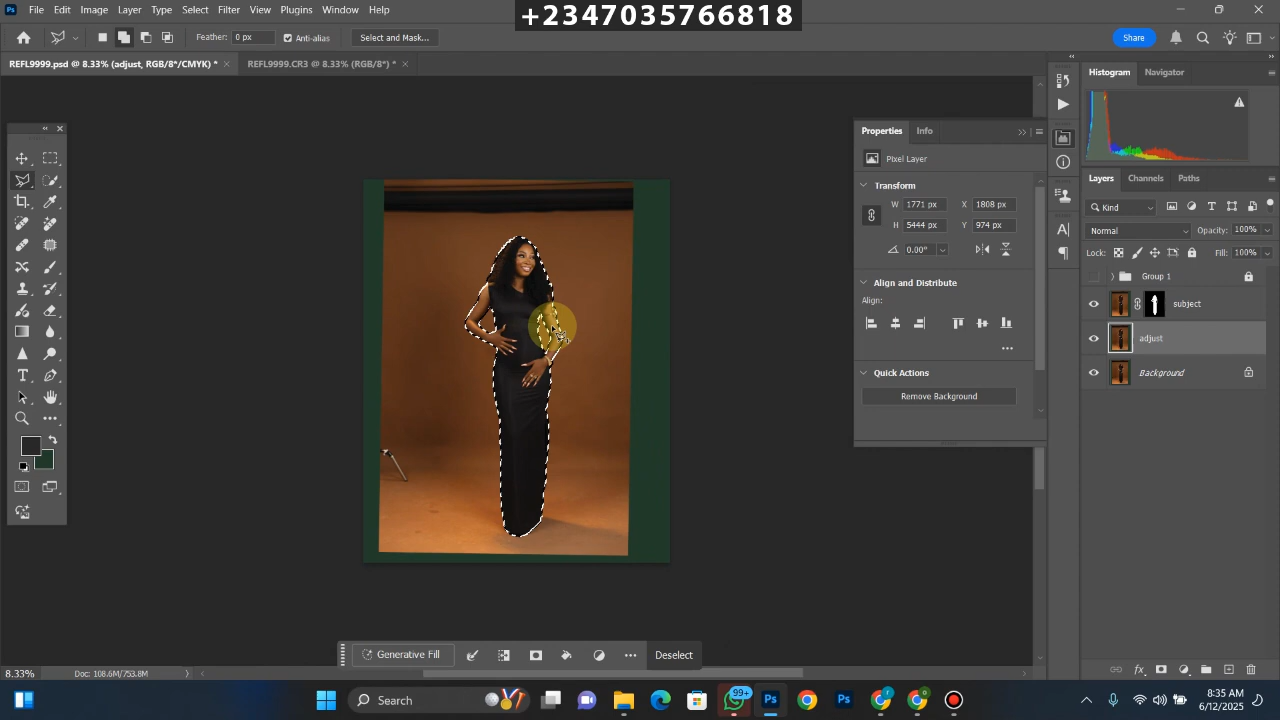 +2347035766818
File Edit Image Layer Type Select Filter View Plugins Window Help
Feather: 0 px Anti-alias Select and Mask... Share
REFL9999.psd @ 8.33% (adjust, RGB/8*/CMYK) * × REFL9999.CR3 @ 8.33% (RGB/8*) * ×
Histogram Navigator
Properties Info
Pixel Layer
Transform
W 1771 px X 1808 px
H 5444 px Y 974 px
0.00°
Align and Distribute
Align:
Quick Actions
Remove Background
Layers Channels Paths
Kind
Normal Opacity: 100%
Lock: Fill: 100%
Group 1
subject
adjust
Background
Generative Fill Deselect
8.33% Doc: 108.6M/753.8M
Search
99+
8:35 AM
6/12/2025